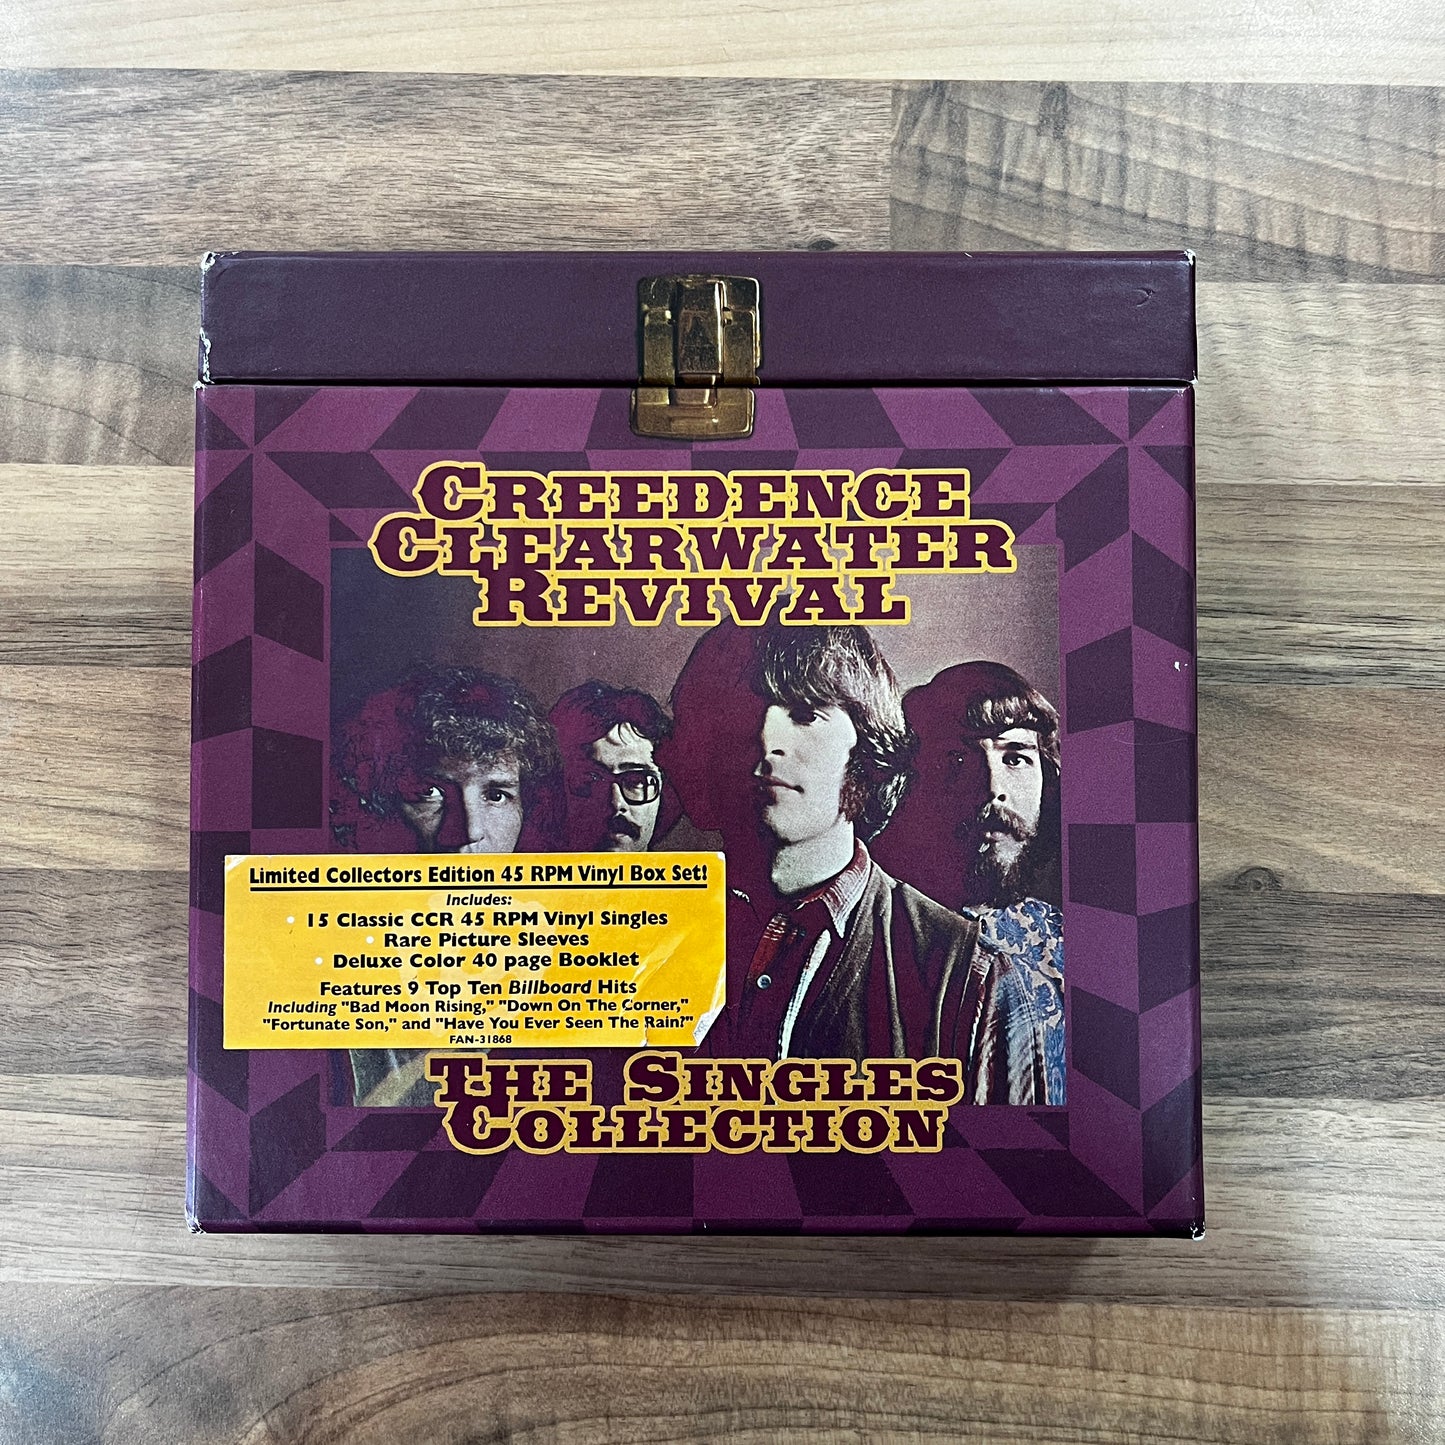 CREEDENCE
CLEARWATER
REVIVAL
Limited Collectors Edition 45 RPM Vinyl Box Set!
Includes:
• 15 Classic CCR 45 RPM Vinyl Singles
• Rare Picture Sleeves
• Deluxe Color 40 page Booklet
Features 9 Top Ten Billboard Hits
Including "Bad Moon Rising," "Down On The Corner,"
"Fortunate Son," and "Have You Ever Seen The Rain?"
FAN-31868
THE SINGLES
COLLECTION